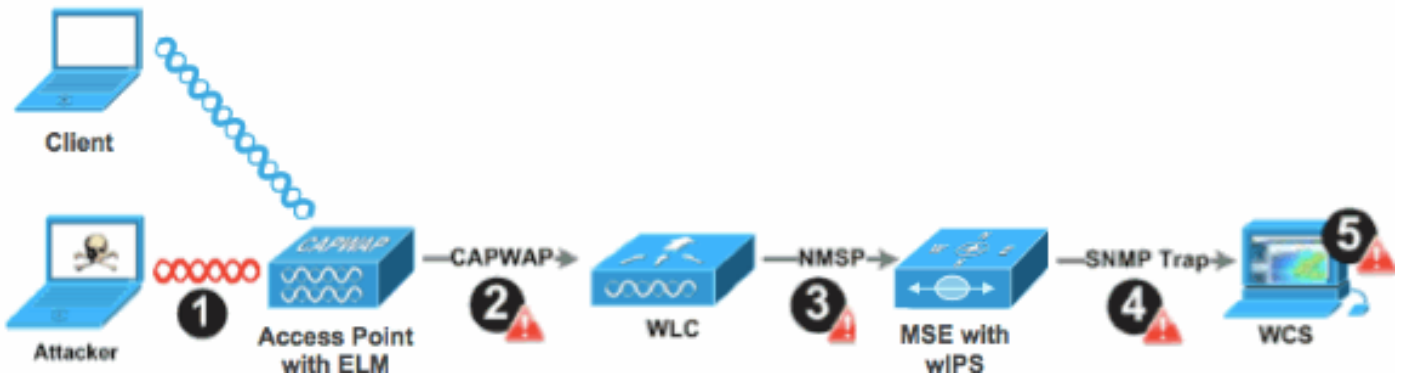 Client
Attacker
1
CAPWAP
Access Point
with ELM
CAPWAP
2
WLC
NMSP
3
MSE with
wIPS
SNMP Trap
4
5
WCS